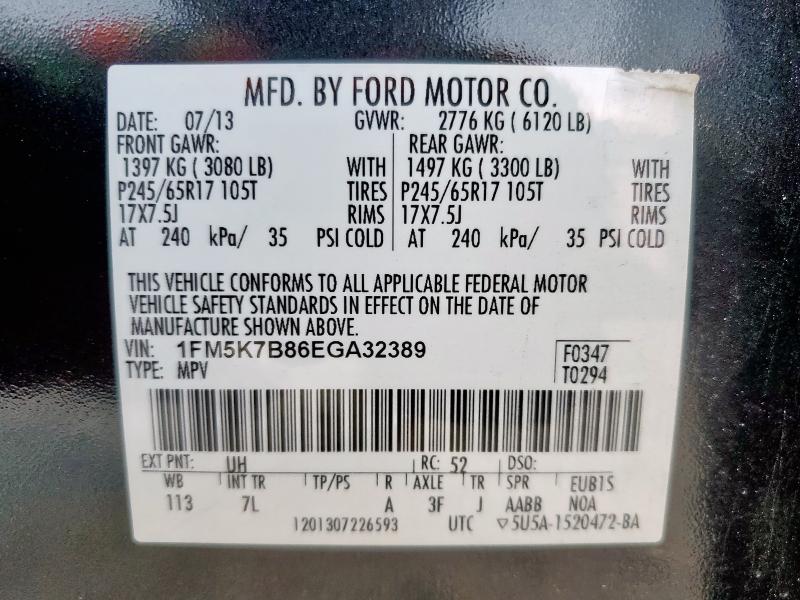 MFD. BY FORD MOTOR CO.
DATE: 07/13 GVWR: 2776 KG ( 6120 LB)
FRONT GAWR: REAR GAWR:
1397 KG ( 3080 LB) WITH 1497 KG ( 3300 LB) WITH
P245/65R17 105T TIRES P245/65R17 105T TIRES
17X7.5J RIMS 17X7.5J RIMS
AT 240 kPa/ 35 PSI COLD AT 240 kPa/ 35 PSI COLD
THIS VEHICLE CONFORMS TO ALL APPLICABLE FEDERAL MOTOR
VEHICLE SAFETY STANDARDS IN EFFECT ON THE DATE OF
MANUFACTURE SHOWN ABOVE.
VIN: 1FM5K7B86EGA32389 F0347
TYPE: MPV T0294
EXT PNT: UH RC: 52 DSO:
WB INT TR TP/PS R AXLE TR SPR EUB1S
113 7L A 3F J AABB N0A
1201307226593 UTC ▽5U5A-1520472-BA